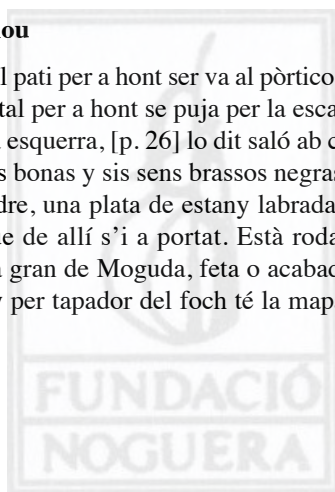 ou
l pati per a hont ser va al pòrtico
tal per a hont se puja per la esca
esquerra, [p. 26] lo dit saló ab c
s bonas y sis sens brassos negras
dre, una plata de estany labrada
ue de allí s’i a portat. Està roda
a gran de Moguda, feta o acabad
y per tapador del foch té la map
FUNDACIÓ
NOGUERA